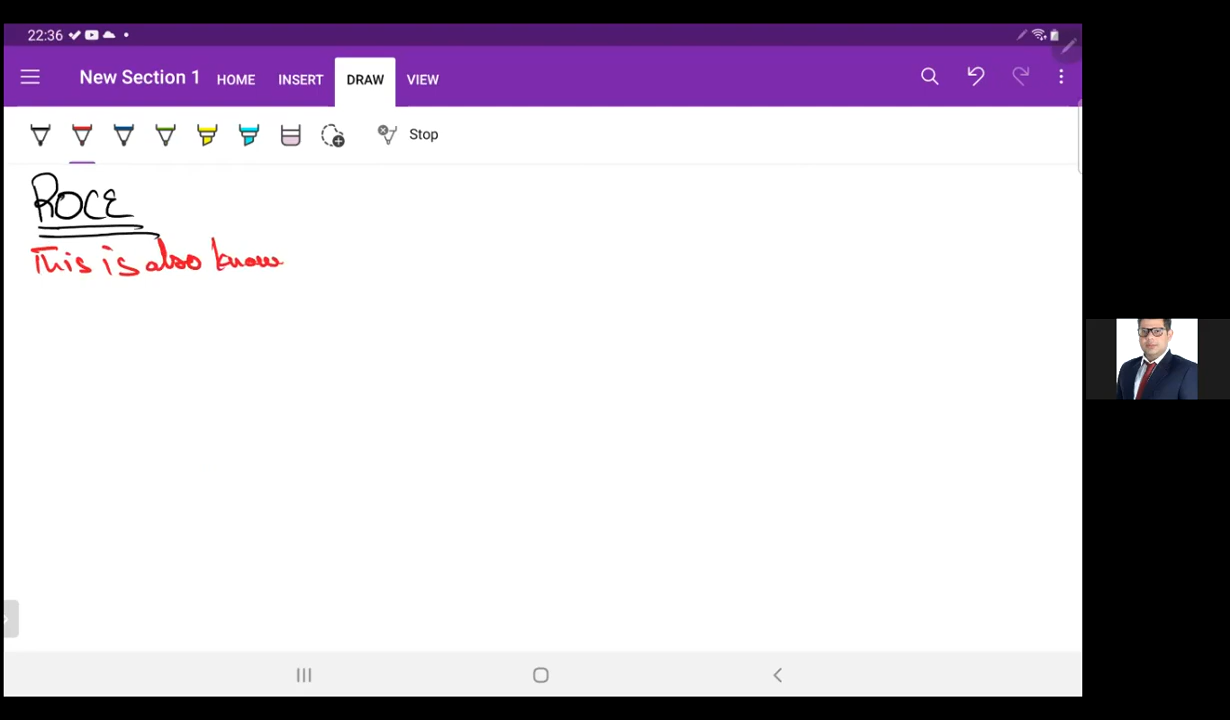 22:36
New Section 1 HOME INSERT DRAW VIEW
Stop
ROCE
This is also know